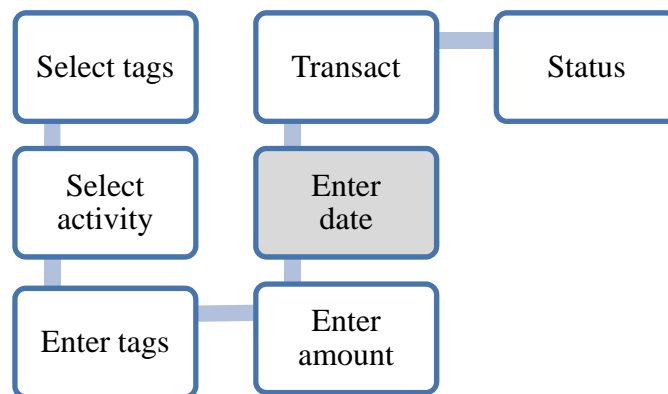 Select tags
Select
activity
Enter tags
Enter
amount
Enter
date
Transact
Status